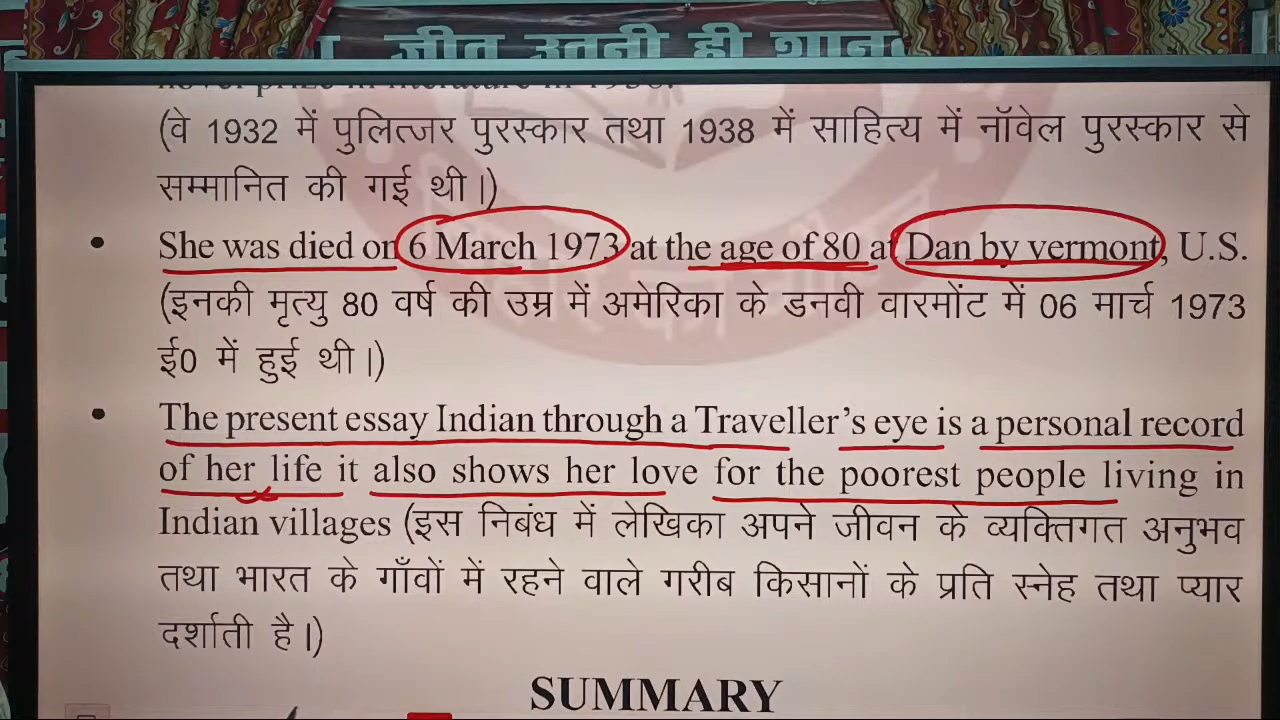 जीत उतनी ही शान
(वे 1932 में पुलित्जर पुरस्कार तथा 1938 में साहित्य में नॉवेल पुरस्कार से
सम्मानित की गई थी।)
• She was died on 6 March 1973 at the age of 80 at Dan by vermont, U.S.
(इनकी मृत्यु 80 वर्ष की उम्र में अमेरिका के डनवी वारमोंट में 06 मार्च 1973
ई0 में हुई थी।)
• The present essay Indian through a Traveller's eye is a personal record
of her life it also shows her love for the poorest people living in
Indian villages (इस निबंध में लेखिका अपने जीवन के व्यक्तिगत अनुभव
तथा भारत के गाँवों में रहने वाले गरीब किसानों के प्रति स्नेह तथा प्यार
दर्शाती है।)
SUMMARY